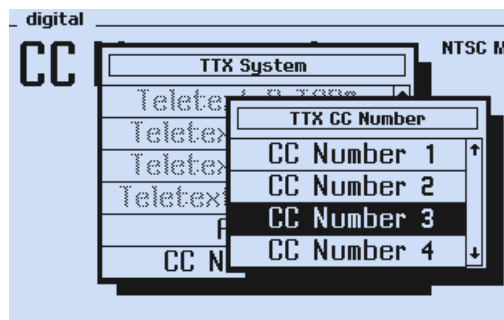 digital
CC
NTSC
TTX System
Teletext
TTX CC Number
CC Number 1
CC Number 2
CC Number 3
CC Number 4
CC